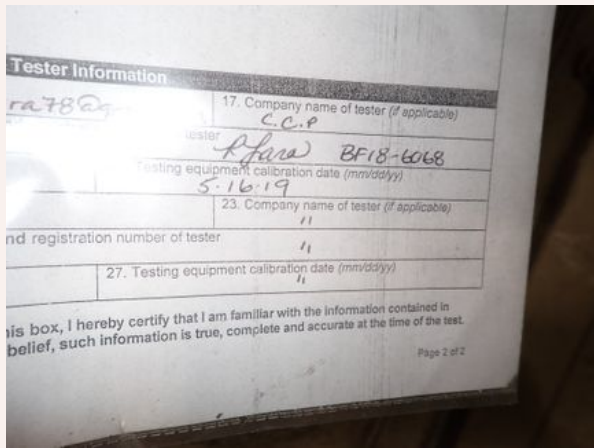 Tester Information
ra78@g
17. Company name of tester (if applicable)
C.C.P
tester
BF18-6068
Testing equipment calibration date (mm/dd/yy)
5.16.19
23. Company name of tester (if applicable)
"
nd registration number of tester
"
27. Testing equipment calibration date (mm/dd/yy)
"
his box, I hereby certify that I am familiar with the information contained in
belief, such information is true, complete and accurate at the time of the test.
Page 2 of 2